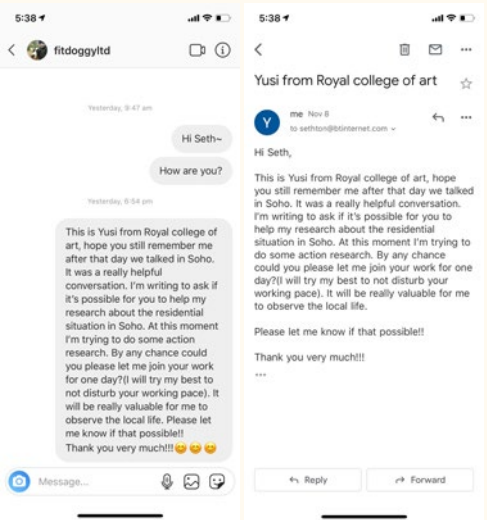 5:38
fitdoggyltd
Yesterday, 9:47 am
Hi Seth~
How are you?
Yesterday, 6:54 pm
This is Yusi from Royal college of
art, hope you still remember me
after that day we talked in Soho.
It was a really helpful
conversation. I'm writing to ask if
it's possible for you to help my
research about the residential
situation in Soho. At this moment
I'm trying to do some action
research. By any chance could
you please let me join your work
for one day?(I will try my best to
not disturb your working pace). It
will be really valuable for me to
observe the local life. Please let
me know if that possible!!
Thank you very much!!!😊😊😊
Message...
5:38
Yusi from Royal college of art
Y
me Nov 8
to sethton@btinternet.com
Hi Seth,
This is Yusi from Royal college of art, hope
you still remember me after that day we talked
in Soho. It was a really helpful conversation.
I'm writing to ask if it's possible for you to
help my research about the residential
situation in Soho. At this moment I'm trying to
do some action research. By any chance
could you please let me join your work for one
day?(I will try my best to not disturb your
working pace). It will be really valuable for me
to observe the local life.
Please let me know if that possible!!
Thank you very much!!!
Reply
Forward